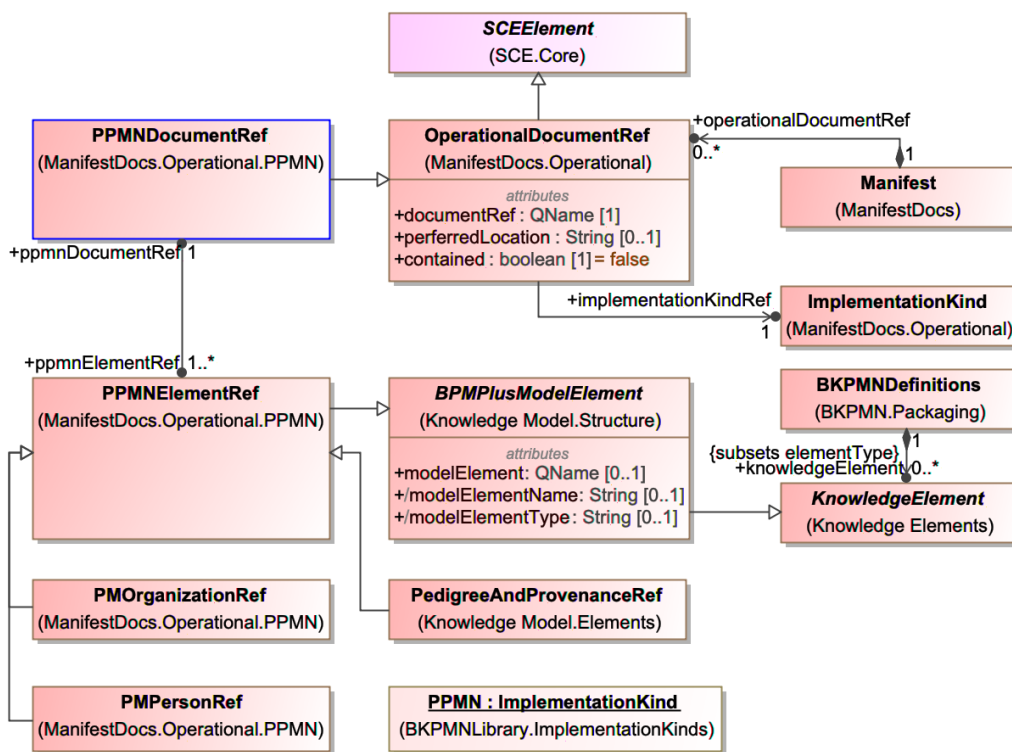 SCEElement
(SCE.Core)
PPMNDocumentRef
(ManifestDocs.Operational.PPMN)
OperationalDocumentRef
(ManifestDocs.Operational)
attributes
+documentRef : QName [1]
+perferredLocation : String [0..1]
+contained : boolean [1] = false
+operationalDocumentRef
0..*
1
Manifest
(ManifestDocs)
+ppmnDocumentRef 1
+implementationKindRef
1
ImplementationKind
(ManifestDocs.Operational)
+ppmnElementRef 1..*
PPMNElementRef
(ManifestDocs.Operational.PPMN)
BPMPlusModelElement
(Knowledge Model.Structure)
attributes
+modelElement: QName [0..1]
+/modelElementName: String [0..1]
+/modelElementType: String [0..1]
BKPMNDefinitions
(BKPMN.Packaging)
1
{subsets elementType}
+knowledgeElement 0..*
KnowledgeElement
(Knowledge Elements)
PMOrganizationRef
(ManifestDocs.Operational.PPMN)
PedigreeAndProvenanceRef
(Knowledge Model.Elements)
PMPersonRef
(ManifestDocs.Operational.PPMN)
PPMN : ImplementationKind
(BKPMNLibrary.ImplementationKinds)